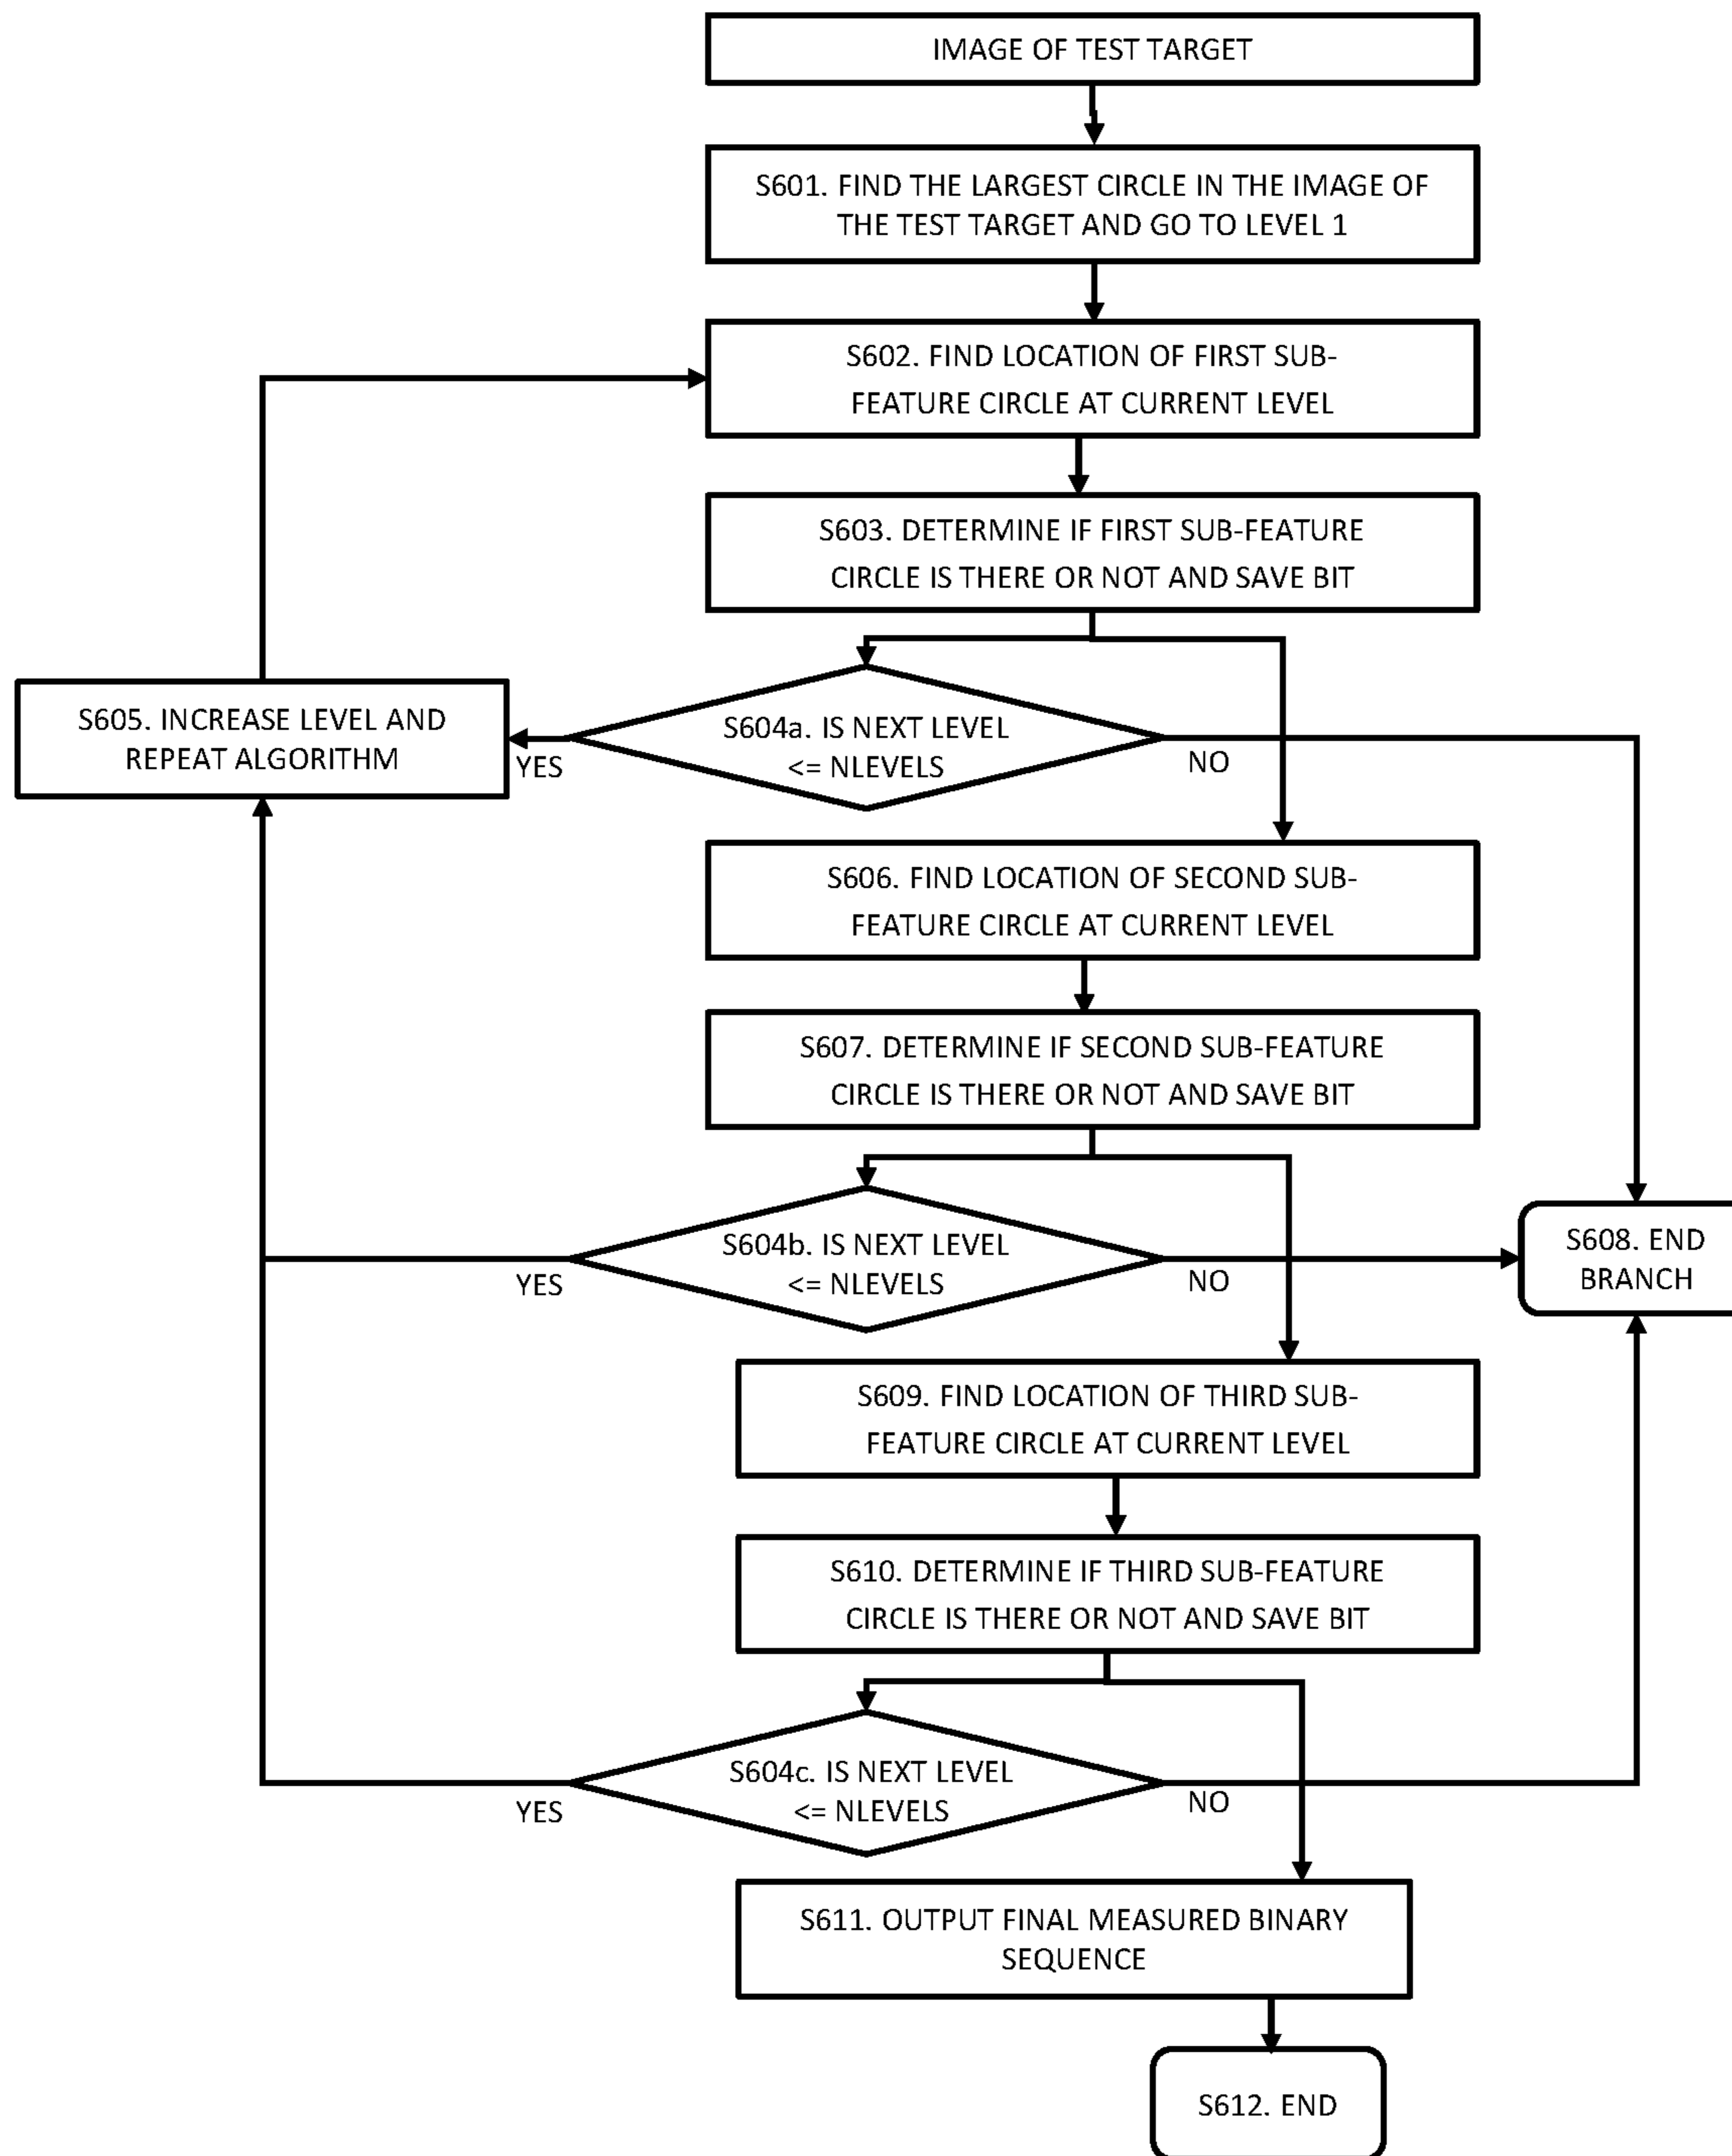 IMAGE OF TEST TARGET
S601. FIND THE LARGEST CIRCLE IN THE IMAGE OF
THE TEST TARGET AND GO TO LEVEL 1
S602. FIND LOCATION OF FIRST SUB-
FEATURE CIRCLE AT CURRENT LEVEL
S603. DETERMINE IF FIRST SUB-FEATURE
CIRCLE IS THERE OR NOT AND SAVE BIT
S605. INCREASE LEVEL AND
REPEAT ALGORITHM
YES
S604a. IS NEXT LEVEL
<= NLEVELS
NO
S606. FIND LOCATION OF SECOND SUB-
FEATURE CIRCLE AT CURRENT LEVEL
S607. DETERMINE IF SECOND SUB-FEATURE
CIRCLE IS THERE OR NOT AND SAVE BIT
YES
S604b. IS NEXT LEVEL
<= NLEVELS
NO
S608. END
BRANCH
S609. FIND LOCATION OF THIRD SUB-
FEATURE CIRCLE AT CURRENT LEVEL
S610. DETERMINE IF THIRD SUB-FEATURE
CIRCLE IS THERE OR NOT AND SAVE BIT
YES
S604c. IS NEXT LEVEL
<= NLEVELS
NO
S611. OUTPUT FINAL MEASURED BINARY
SEQUENCE
S612. END